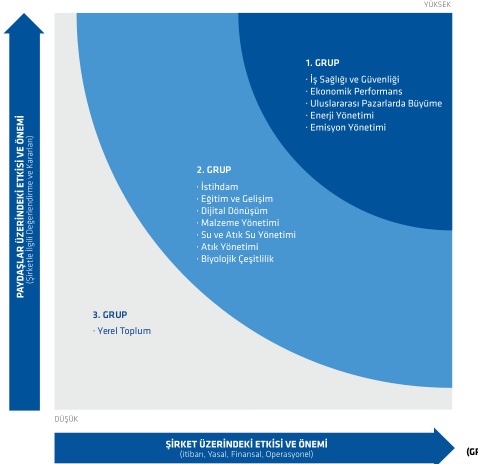 YÜKSEK
PAYDAŞLAR ÜZERİNDEKİ ETKİSİ VE ÖNEMİ
(Şirketle İlgili Değerlendirme ve Kararları)
1. GRUP
· İş Sağlığı ve Güvenliği
· Ekonomik Performans
· Uluslararası Pazarlarda Büyüme
· Enerji Yönetimi
· Emisyon Yönetimi
2. GRUP
· İstihdam
· Eğitim ve Gelişim
· Dijital Dönüşüm
· Malzeme Yönetimi
· Su ve Atık Su Yönetimi
· Atık Yönetimi
· Biyolojik Çeşitlilik
3. GRUP
· Yerel Toplum
DÜŞÜK
ŞİRKET ÜZERİNDEKİ ETKİSİ VE ÖNEMİ
(itibarı, Yasal, Finansal, Operasyonel)